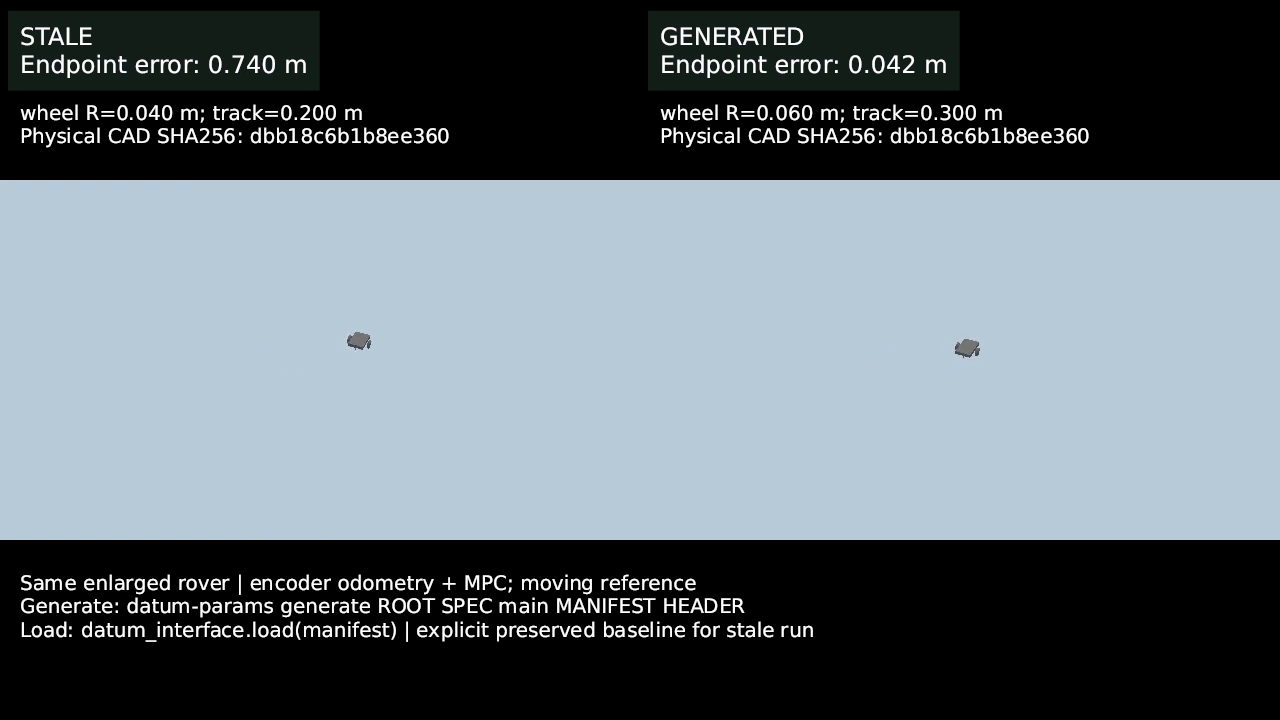 STALE
Endpoint error: 0.740 m
wheel R=0.040 m; track=0.200 m
Physical CAD SHA256: dbb18c6b1b8ee360
GENERATED
Endpoint error: 0.042 m
wheel R=0.060 m; track=0.300 m
Physical CAD SHA256: dbb18c6b1b8ee360
Same enlarged rover | encoder odometry + MPC; moving reference
Generate: datum-params generate ROOT SPEC main MANIFEST HEADER
Load: datum_interface.load(manifest) | explicit preserved baseline for stale run